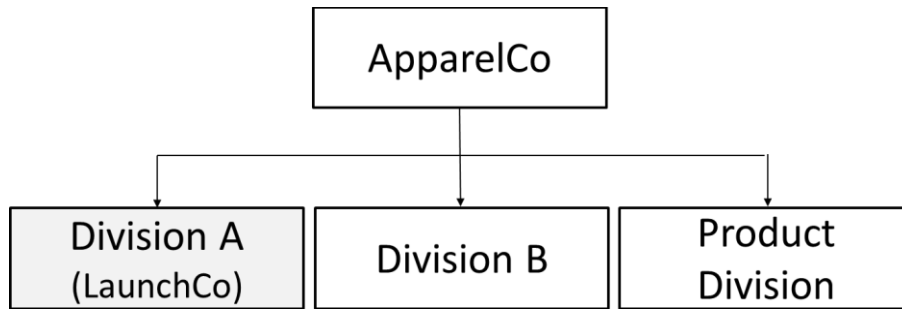 ApparelCo
Division A
(LaunchCo)
Division B
Product
Division